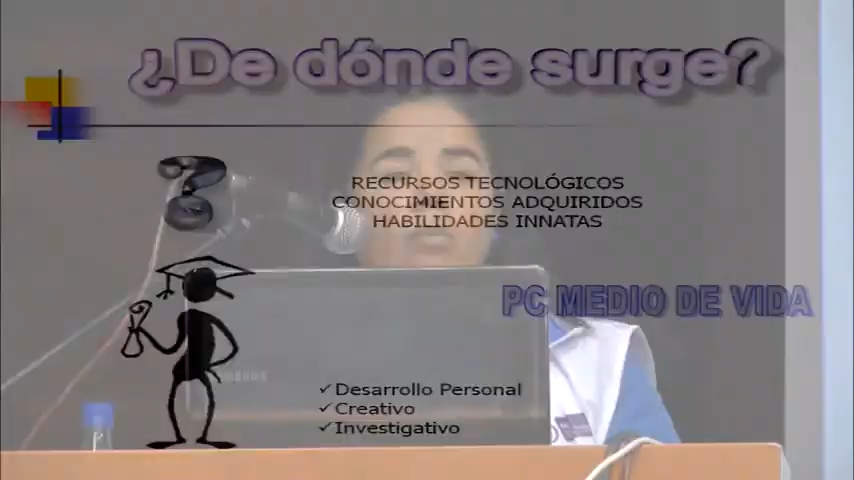 ¿De dónde surge?
RECURSOS TECNOLÓGICOS
CONOCIMIENTOS ADQUIRIDOS
HABILIDADES INNATAS
PC MEDIO DE VIDA
✓Desarrollo Personal
✓Creativo
✓Investigativo